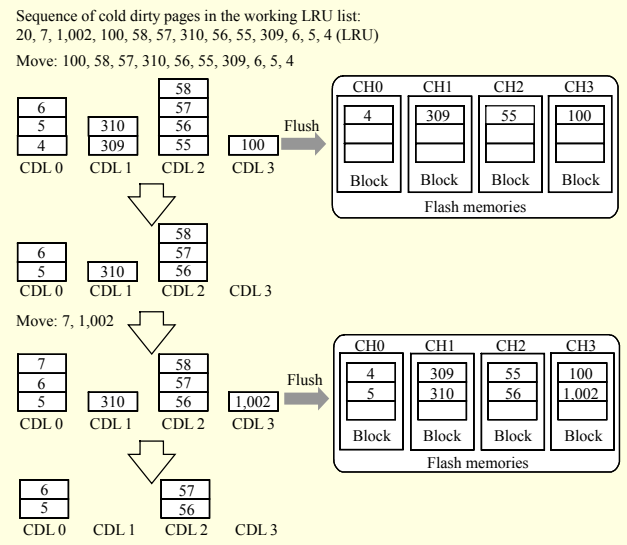 Sequence of cold dirty pages in the working LRU list:
20, 7, 1,002, 100, 58, 57, 310, 56, 55, 309, 6, 5, 4 (LRU)
Move: 100, 58, 57, 310, 56, 55, 309, 6, 5, 4
58
6 57
5 310 56
4 309 55 100
CDL 0 CDL 1 CDL 2 CDL 3
Flush
CH0 CH1 CH2 CH3
4 309 55 100
Block Block Block Block
Flash memories
58
6 57
5 310 56
CDL 0 CDL 1 CDL 2 CDL 3
Move: 7, 1,002
7 58
6 57
5 310 56 1,002
CDL 0 CDL 1 CDL 2 CDL 3
Flush
CH0 CH1 CH2 CH3
4 309 55 100
5 310 56 1,002
Block Block Block Block
Flash memories
6 57
5 56
CDL 0 CDL 1 CDL 2 CDL 3